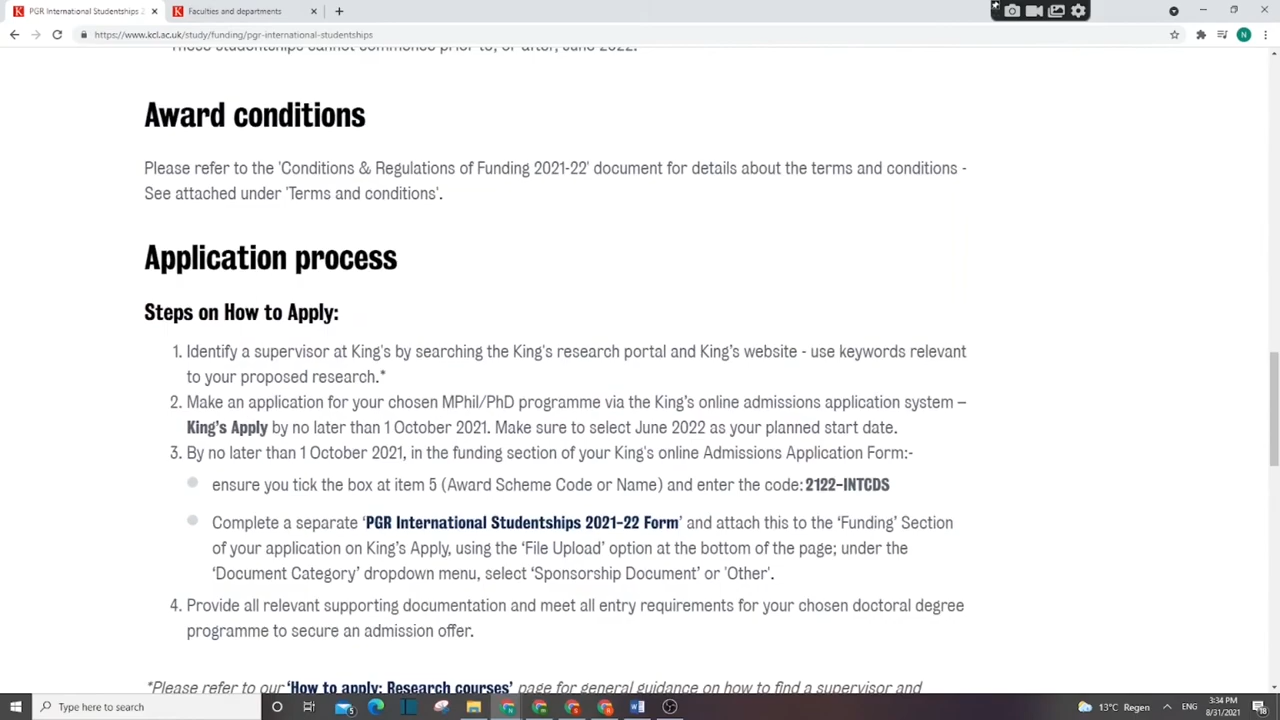 PGR International Studentships 2
Faculties and departments
https://www.kcl.ac.uk/study/funding/pgr-international-studentships
N
These studentships cannot commence prior to, or after, June 2022.
Award conditions
Please refer to the 'Conditions & Regulations of Funding 2021-22' document for details about the terms and conditions -
See attached under 'Terms and conditions'.
Application process
Steps on How to Apply:
1. Identify a supervisor at King's by searching the King's research portal and King's website - use keywords relevant
to your proposed research.*
2. Make an application for your chosen MPhil/PhD programme via the King's online admissions application system –
King's Apply by no later than 1 October 2021. Make sure to select June 2022 as your planned start date.
3. By no later than 1 October 2021, in the funding section of your King's online Admissions Application Form:-
ensure you tick the box at item 5 (Award Scheme Code or Name) and enter the code: 2122-INTCDS
Complete a separate 'PGR International Studentships 2021-22 Form' and attach this to the 'Funding' Section
of your application on King's Apply, using the 'File Upload' option at the bottom of the page; under the
'Document Category' dropdown menu, select 'Sponsorship Document' or 'Other'.
4. Provide all relevant supporting documentation and meet all entry requirements for your chosen doctoral degree
programme to secure an admission offer.
*Please refer to our 'How to apply: Research courses' page for general guidance on how to find a supervisor and
Type here to search
13°C Regen
3:34 PM
8/31/2021